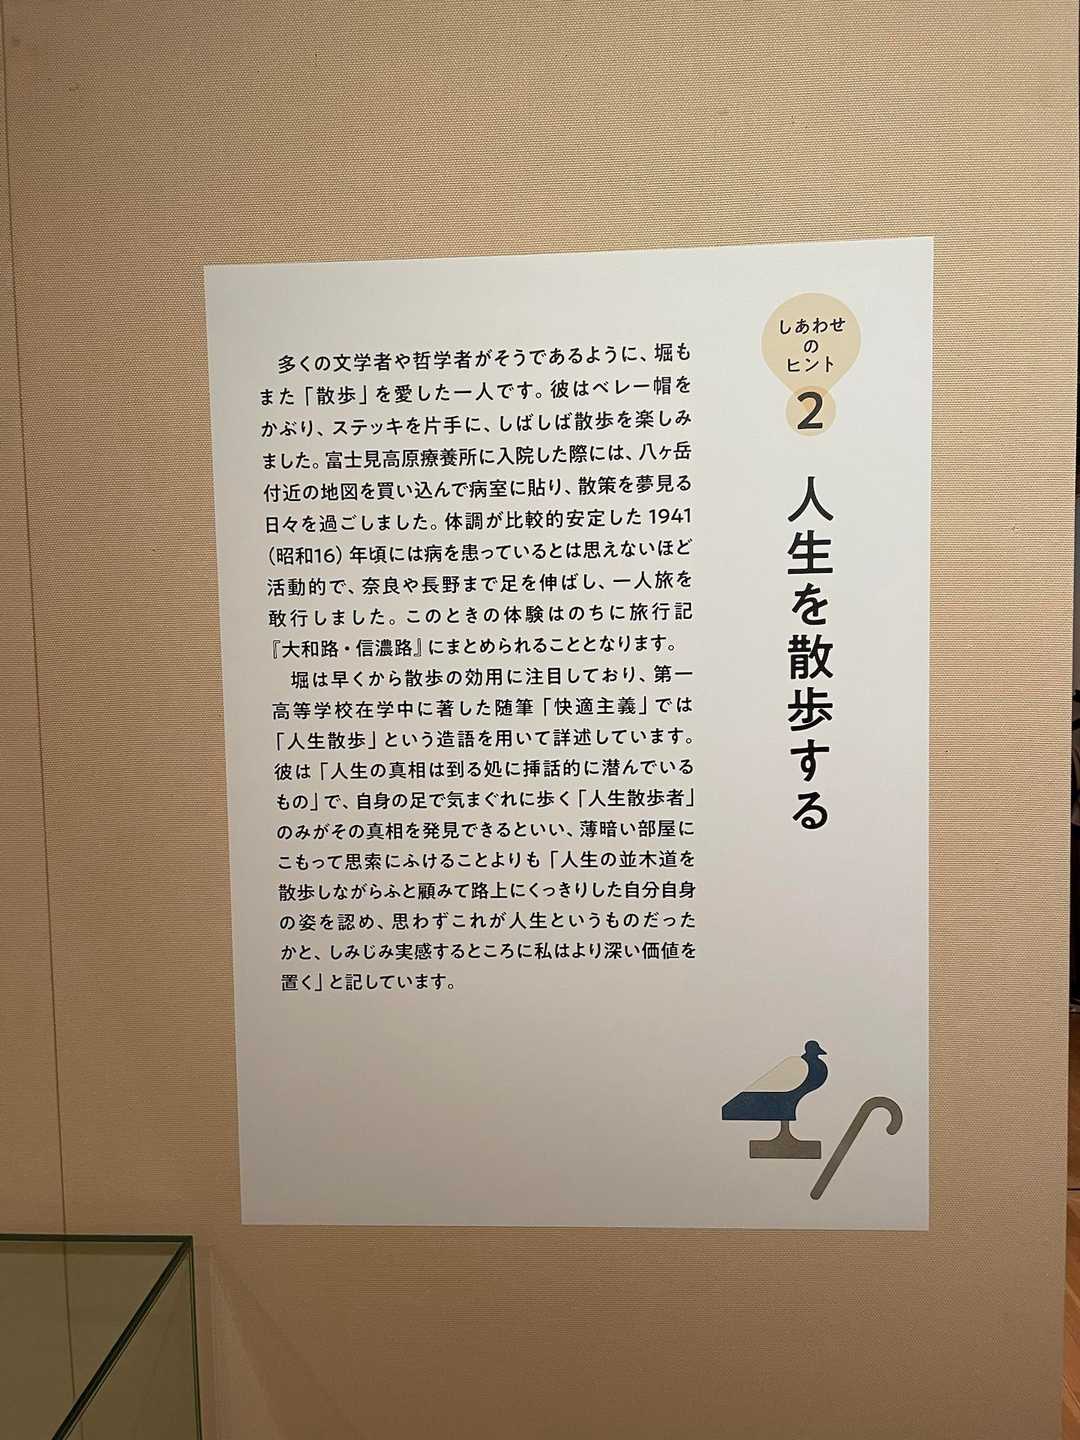 しあわせ
の
ヒント
2
人生を散歩する
多くの文学者や哲学者がそうであるように、堀も
また「散歩」を愛した一人です。彼はベレー帽を
かぶり、ステッキを片手に、しばしば散歩を楽しみ
ました。富士見高原療養所に入院した際には、八ヶ岳
付近の地図を買い込んで病室に貼り、散策を夢見る
日々を過ごしました。体調が比較的安定した1941
（昭和16）年頃には病を患っているとは思えないほど
活動的で、奈良や長野まで足を伸ばし、一人旅を
敢行しました。このときの体験はのちに旅行記
『大和路・信濃路』にまとめられることとなります。
堀は早くから散歩の効用に注目しており、第一
高等学校在学中に著した随筆「快適主義」では
「人生散歩」という造語を用いて詳述しています。
彼は「人生の真相は到る処に挿話的に潜んでいる
もの」で、自身の足で気まぐれに歩く「人生散歩者」
のみがその真相を発見できるといい、薄暗い部屋に
こもって思索にふけることよりも「人生の並木道を
散歩しながらふと顧みて路上にくっきりした自分自身
の姿を認め、思わずこれが人生というものだった
かと、しみじみ実感するところに私はより深い価値を
置く」と記しています。